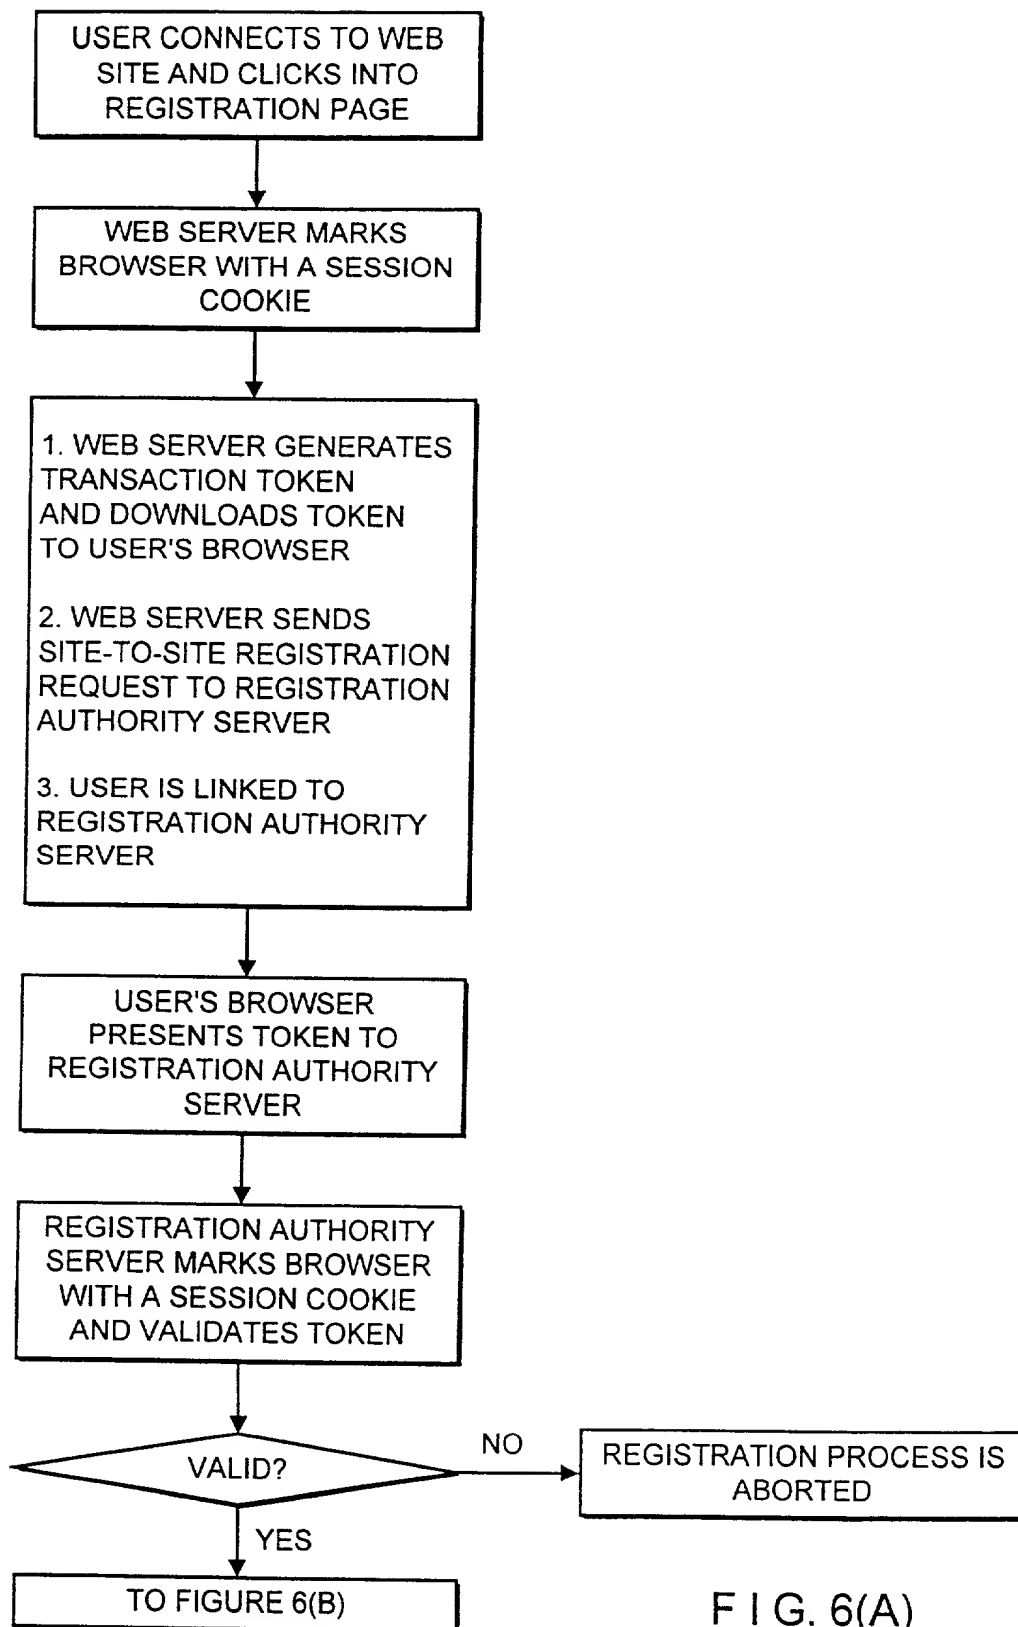 USER CONNECTS TO WEB
SITE AND CLICKS INTO
REGISTRATION PAGE
WEB SERVER MARKS
BROWSER WITH A SESSION
COOKIE
1. WEB SERVER GENERATES
TRANSACTION TOKEN
AND DOWNLOADS TOKEN
TO USER'S BROWSER
2. WEB SERVER SENDS
SITE-TO-SITE REGISTRATION
REQUEST TO REGISTRATION
AUTHORITY SERVER
3. USER IS LINKED TO
REGISTRATION AUTHORITY
SERVER
USER'S BROWSER
PRESENTS TOKEN TO
REGISTRATION AUTHORITY
SERVER
REGISTRATION AUTHORITY
SERVER MARKS BROWSER
WITH A SESSION COOKIE
AND VALIDATES TOKEN
VALID?
NO
REGISTRATION PROCESS IS
ABORTED
YES
TO FIGURE 6(B)
F I G. 6(A)